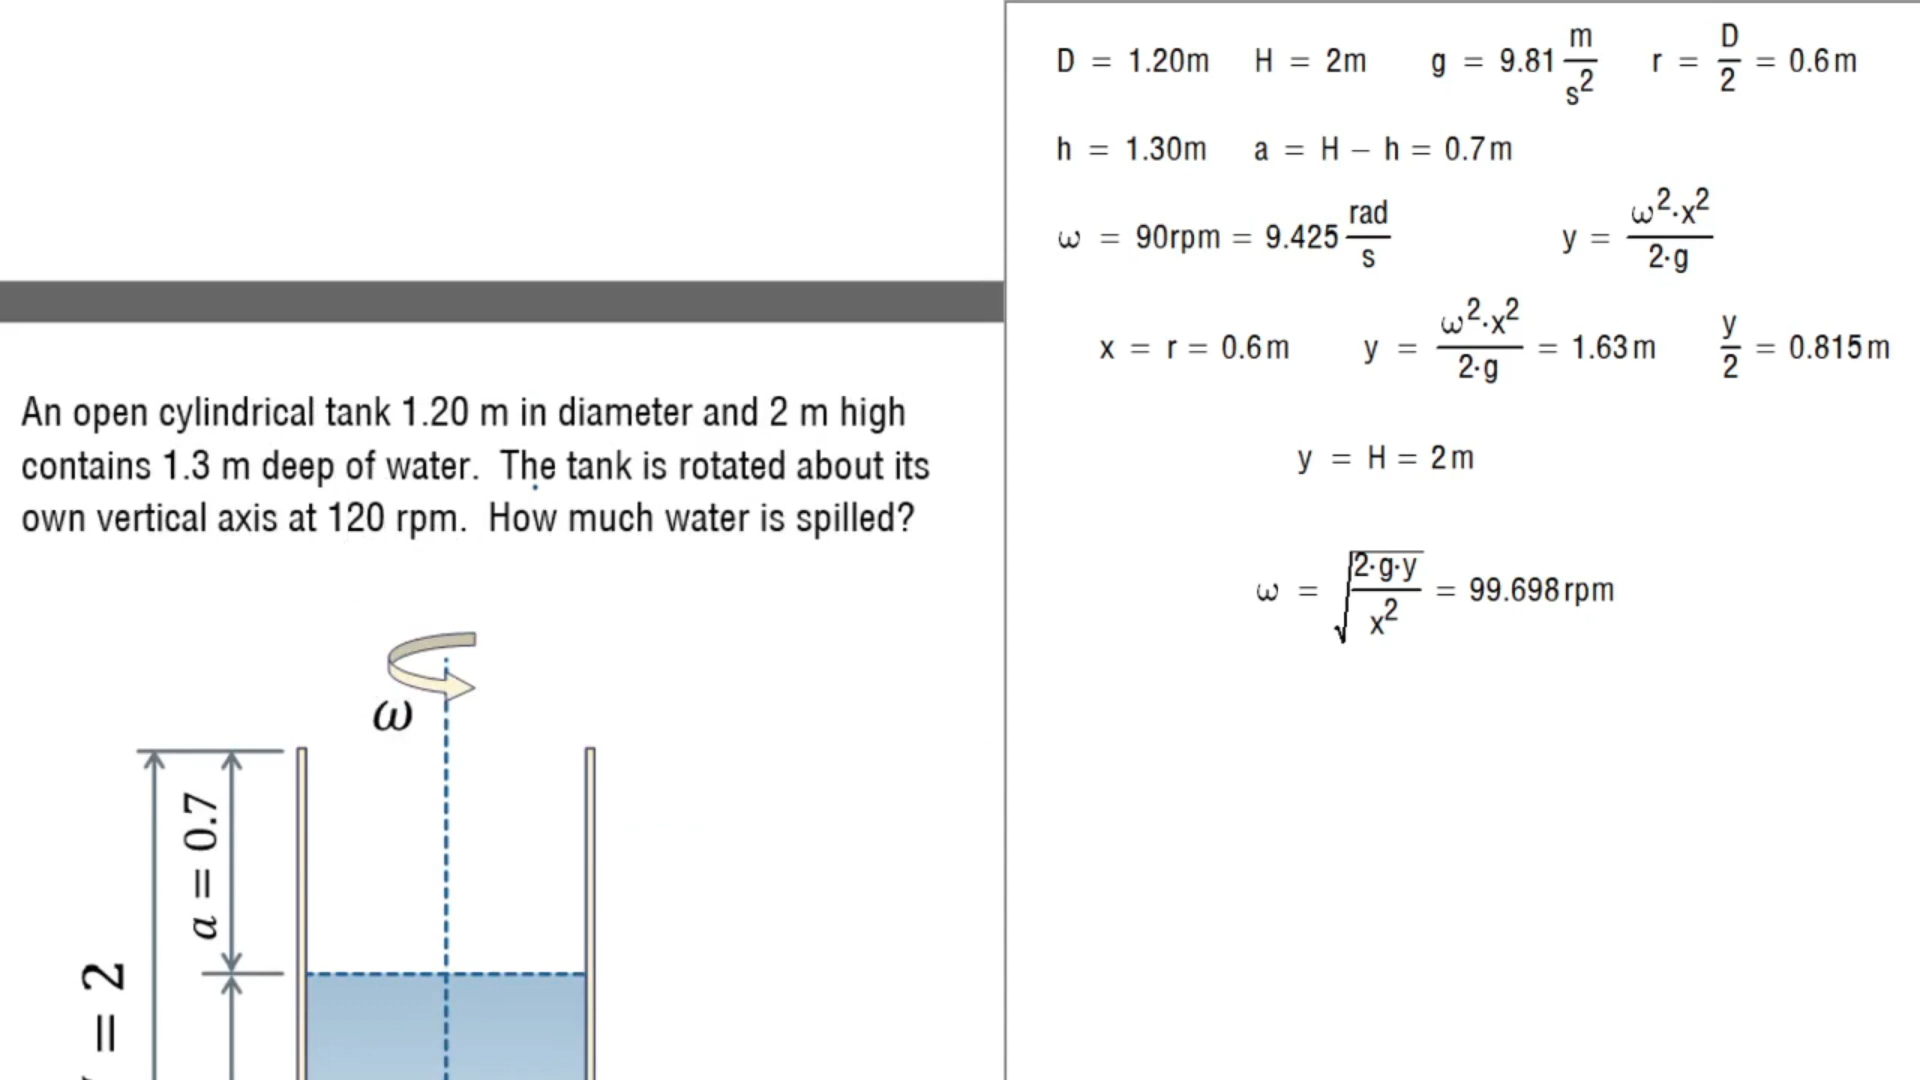 D = 1.20m H = 2m g = 9.81 m/s² r = D/2 = 0.6m
h = 1.30m a = H − h = 0.7m
ω = 90rpm = 9.425 rad/s y = ω²·x²/2·g
x = r = 0.6m y = ω²·x²/2·g = 1.63m y/2 = 0.815m
y = H = 2m
ω = √(2·g·y/x²) = 99.698rpm
An open cylindrical tank 1.20 m in diameter and 2 m high
contains 1.3 m deep of water. The tank is rotated about its
own vertical axis at 120 rpm. How much water is spilled?
ω
a = 0.7
= 2